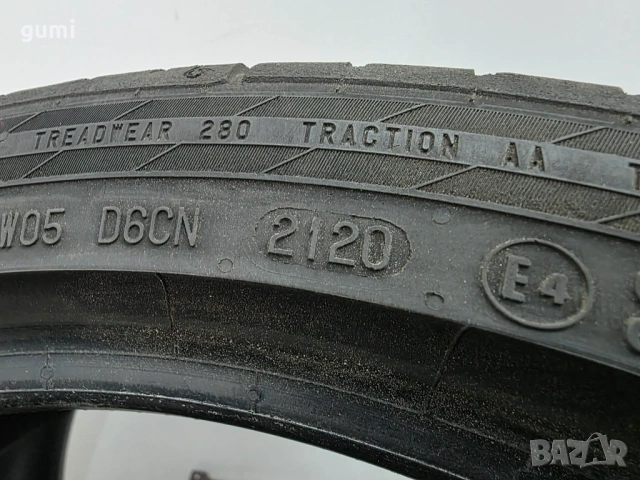 gumi
TREADWEAR 280 TRACTION AA T
W05 D6CN 2120 E4
BAZAR